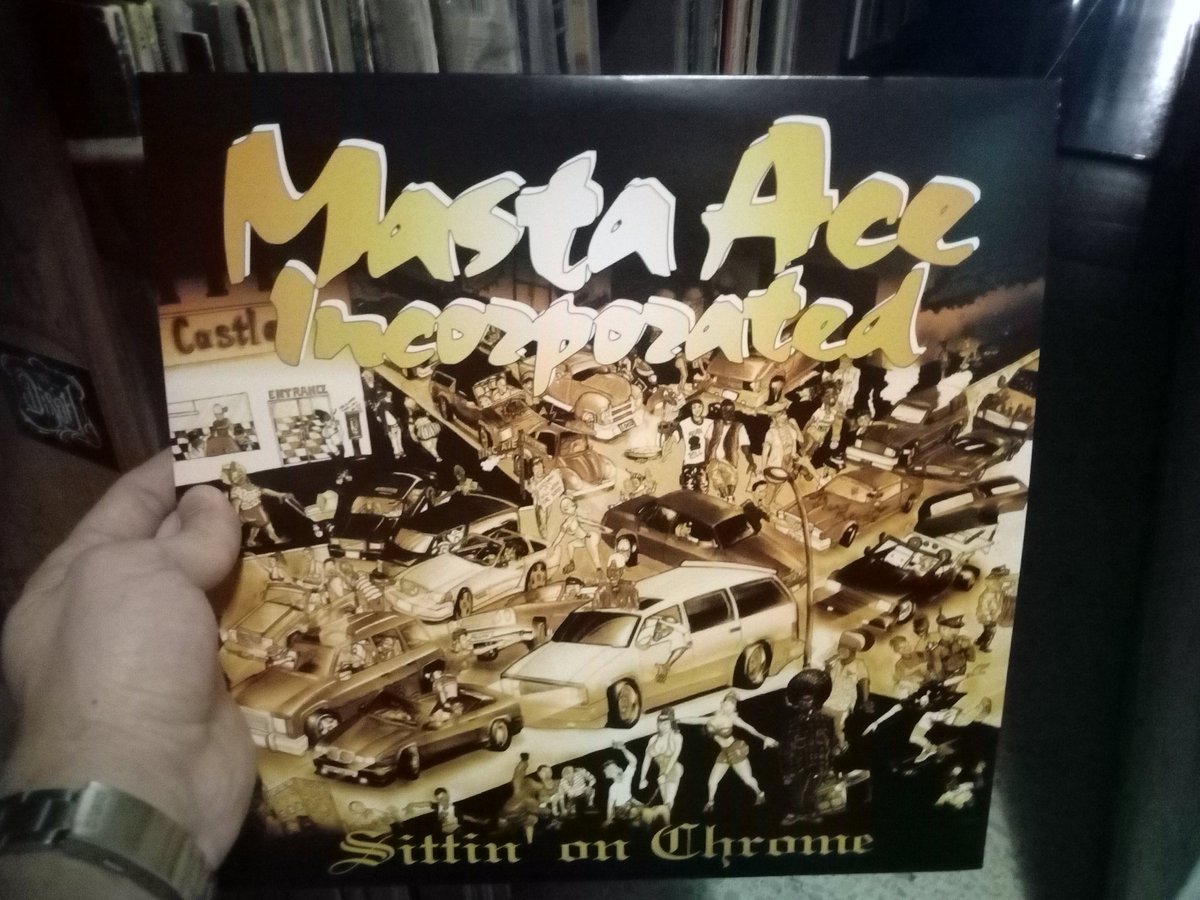 Masta Ace
Incorporated
Castle
ENTRANCE
Sittin' on Chrome